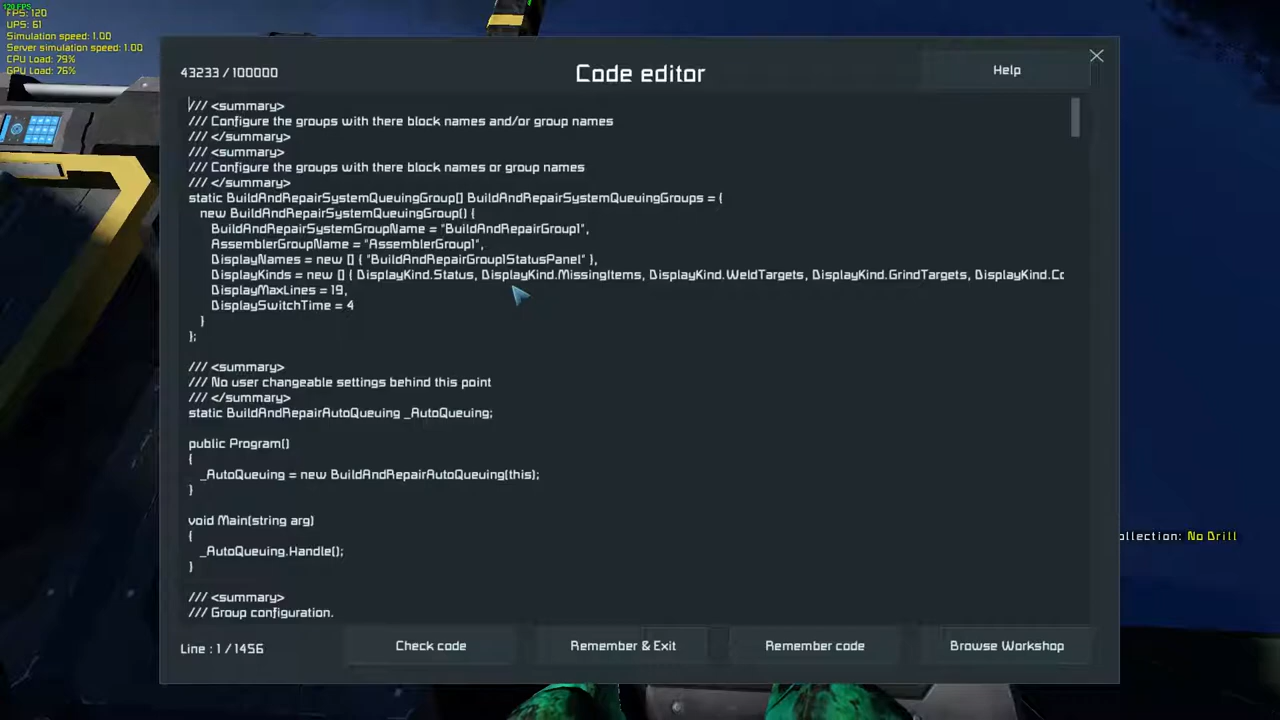 120 FPS
FPS: 120
UPS: 61
Simulation speed: 1.00
Server simulation speed: 1.00
CPU Load: 79%
GPU Load: 76%
43233 / 100000
Code editor
Help
/// <summary>
/// Configure the groups with there block names and/or group names
/// </summary>
/// <summary>
/// Configure the groups with there block names or group names
/// </summary>
static BuildAndRepairSystemQueuingGroup[] BuildAndRepairSystemQueuingGroups = {
new BuildAndRepairSystemQueuingGroup() {
BuildAndRepairSystemGroupName = "BuildAndRepairGroup1",
AssemblerGroupName = "AssemblerGroup1",
DisplayNames = new [] { "BuildAndRepairGroup1StatusPanel" },
DisplayKinds = new [] { DisplayKind.Status, DisplayKind.MissingItems, DisplayKind.WeldTargets, DisplayKind.GrindTargets, DisplayKind.Co
DisplayMaxLines = 19,
DisplaySwitchTime = 4
}
};
/// <summary>
/// No user changeable settings behind this point
/// </summary>
static BuildAndRepairAutoQueuing _AutoQueuing;
public Program()
{
_AutoQueuing = new BuildAndRepairAutoQueuing(this);
}
void Main(string arg)
{
_AutoQueuing.Handle();
}
/// <summary>
/// Group configuration.
ollection: No Drill
Line : 1 / 1456
Check code
Remember & Exit
Remember code
Browse Workshop